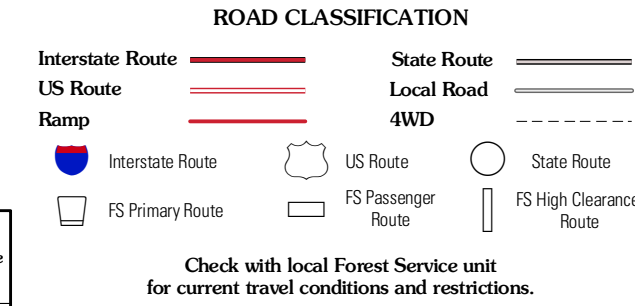 ROAD CLASSIFICATION
Interstate Route
State Route
US Route
Local Road
Ramp
4WD
Interstate Route
US Route
State Route
FS Primary Route
FS Passenger
Route
FS High Clearance
Route
Check with local Forest Service unit
for current travel conditions and restrictions.